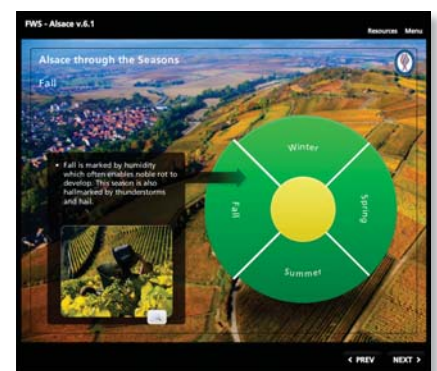 FWS - Alsace v.6.1
Resources Menu
Alsace through the Seasons
Fall
• Fall is marked by humidity
which often enables noble rot to
develop. This season is also
hallmarked by thunderstorms
and hail.
Winter
Fall
Spring
Summer
< PREV NEXT >